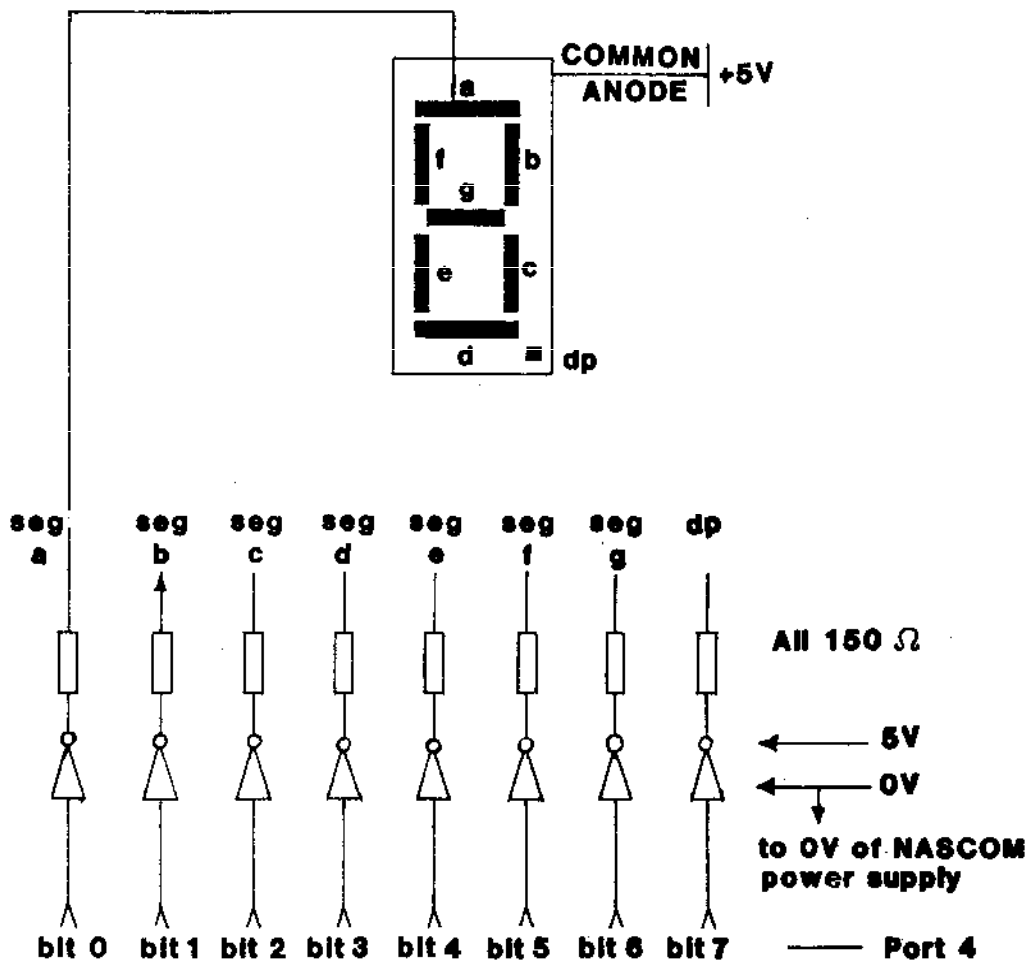 COMMON
ANODE
+5V
a
f
b
g
e
c
d
dp
seg seg seg seg seg seg seg dp
a b c d e f g
All 150 Ω
5V
0V
to 0V of NASCOM
power supply
bit 0 bit 1 bit 2 bit 3 bit 4 bit 5 bit 6 bit 7 Port 4